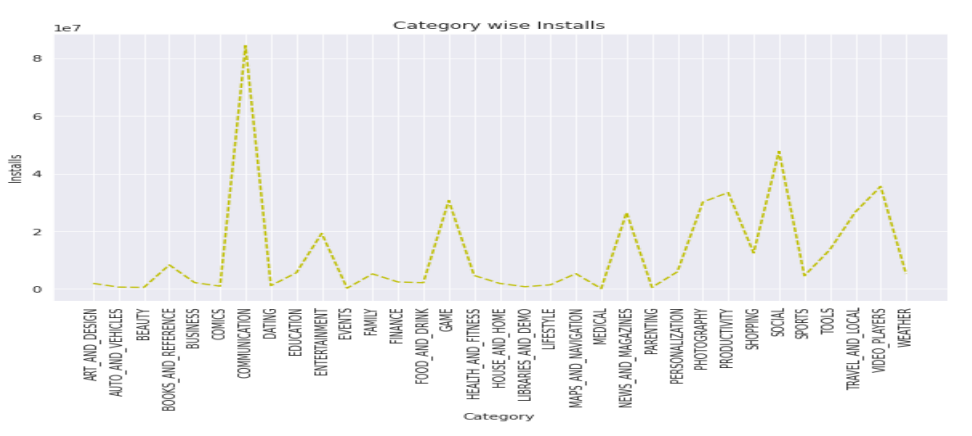 Category wise Installs
1e7
8
6
4
2
0
Installs
ART_AND_DESIGN
AUTO_AND_VEHICLES
BEAUTY
BOOKS_AND_REFERENCE
BUSINESS
COMICS
COMMUNICATION
DATING
EDUCATION
ENTERTAINMENT
EVENTS
FAMILY
FINANCE
FOOD_AND_DRINK
GAME
HEALTH_AND_FITNESS
HOUSE_AND_HOME
LIBRARIES_AND_DEMO
LIFESTYLE
MAPS_AND_NAVIGATION
MEDICAL
NEWS_AND_MAGAZINES
PARENTING
PERSONALIZATION
PHOTOGRAPHY
PRODUCTIVITY
SHOPPING
SOCIAL
SPORTS
TOOLS
TRAVEL_AND_LOCAL
VIDEO_PLAYERS
WEATHER
Category